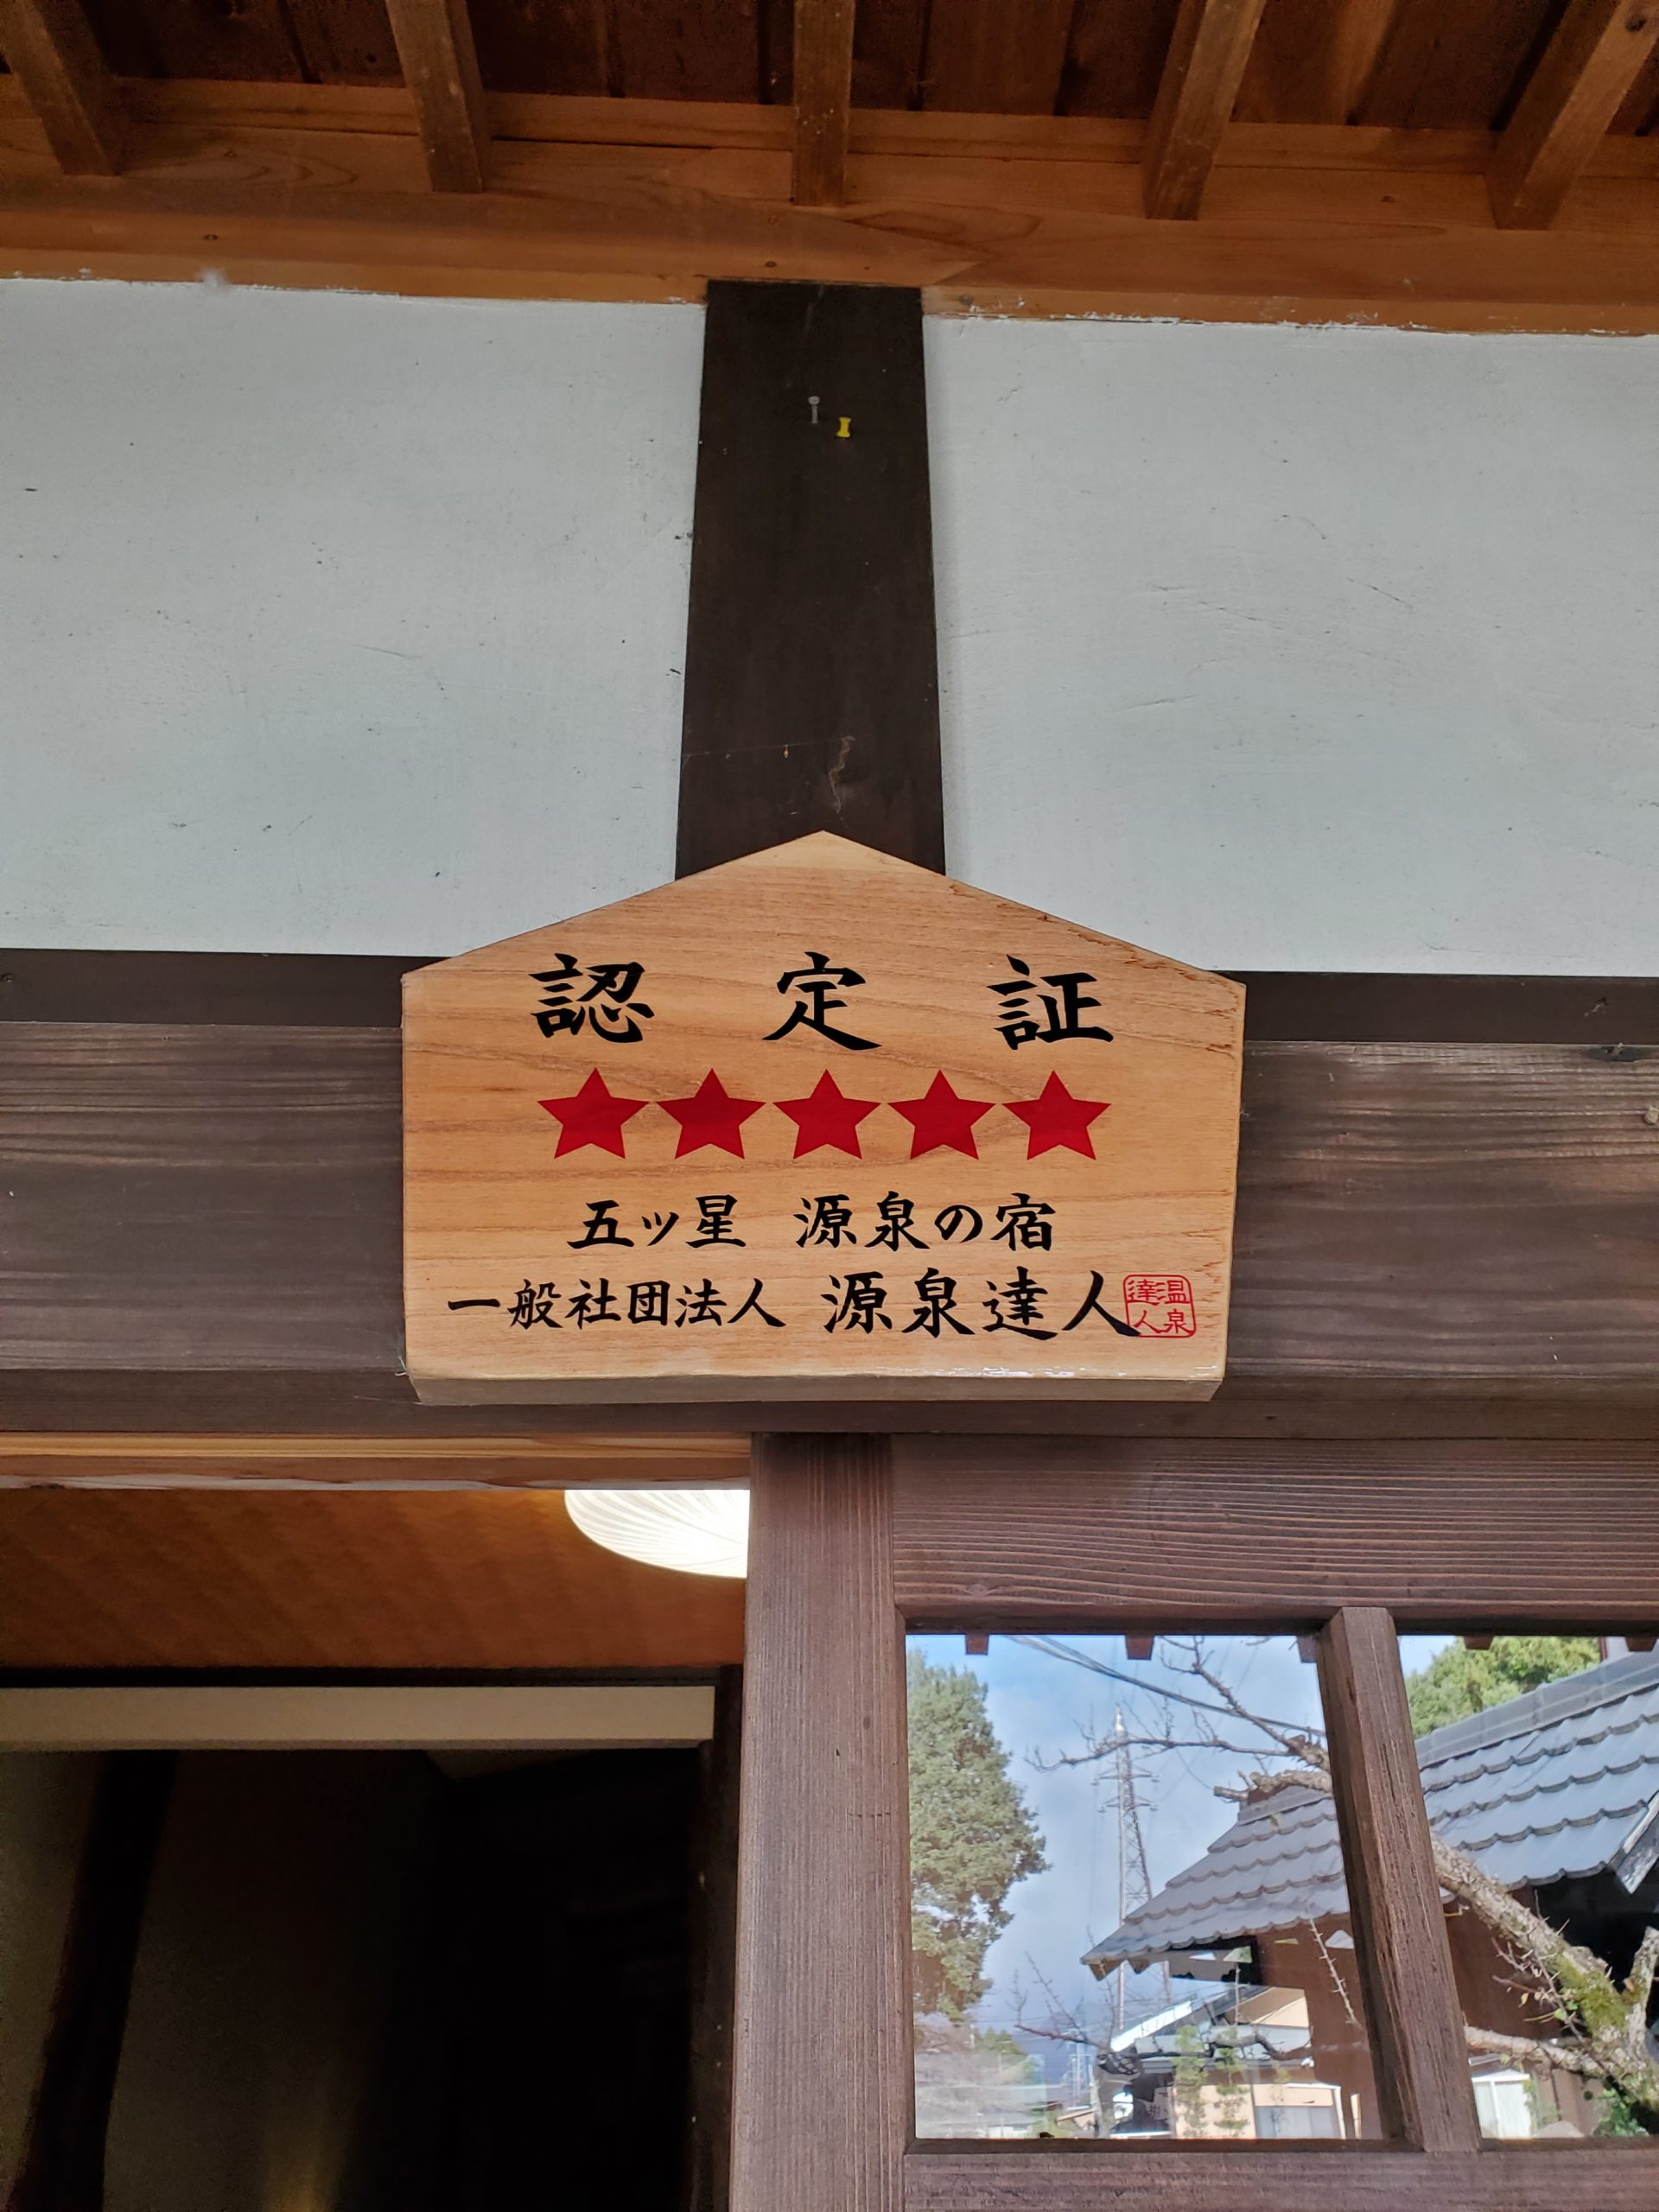 認定証
★★★★★
五ッ星 源泉の宿
一般社団法人 源泉達人
温泉達人